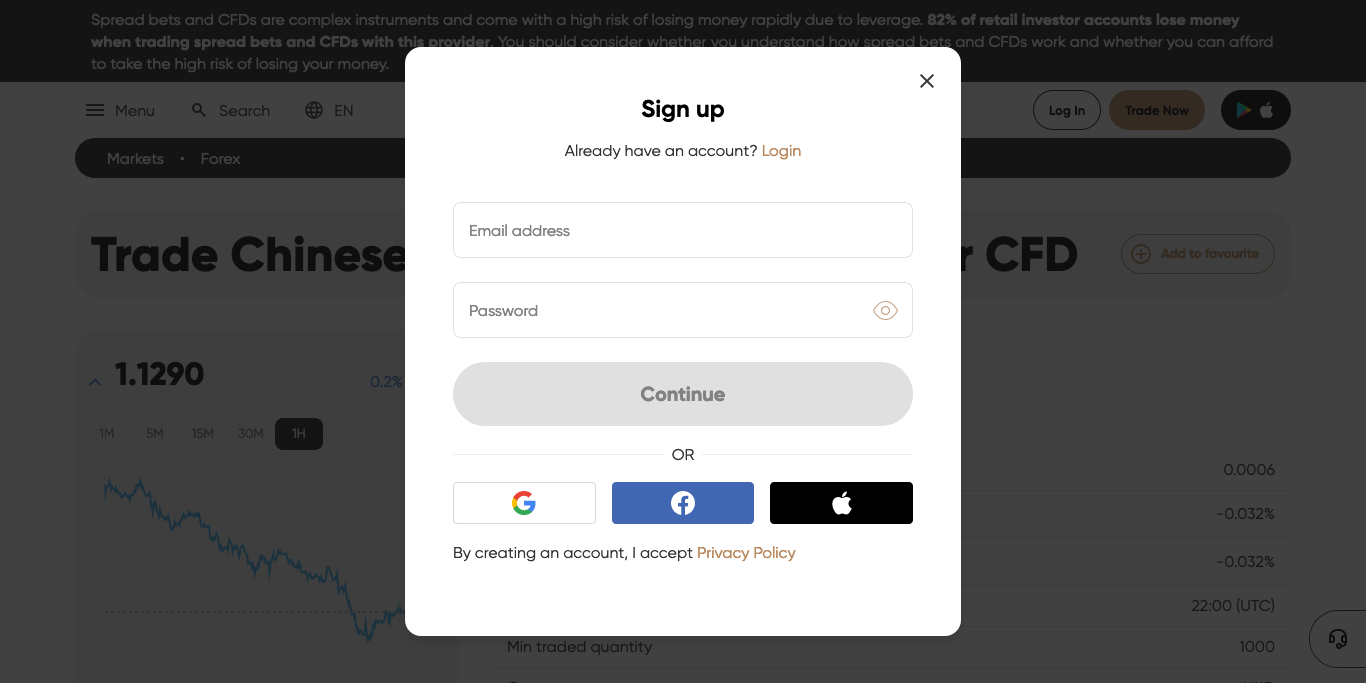 Spread bets and CFDs are complex instruments and come with a high risk of losing money rapidly due to leverage. 82% of retail investor accounts lose money
when trading spread bets and CFDs with this provider. You should consider whether you understand how spread bets and CFDs work and whether you can afford
to take the high risk of losing your money.
Menu Search EN Log In Trade Now
Markets • Forex
Trade Chinese r CFD Add to favourite
Sign up
Already have an account? Login
Email address
Password
Continue
OR
By creating an account, I accept Privacy Policy
1.1290 0.2%
1M 5M 15M 30M 1H
0.0006
-0.032%
-0.032%
22:00 (UTC)
Min traded quantity 1000